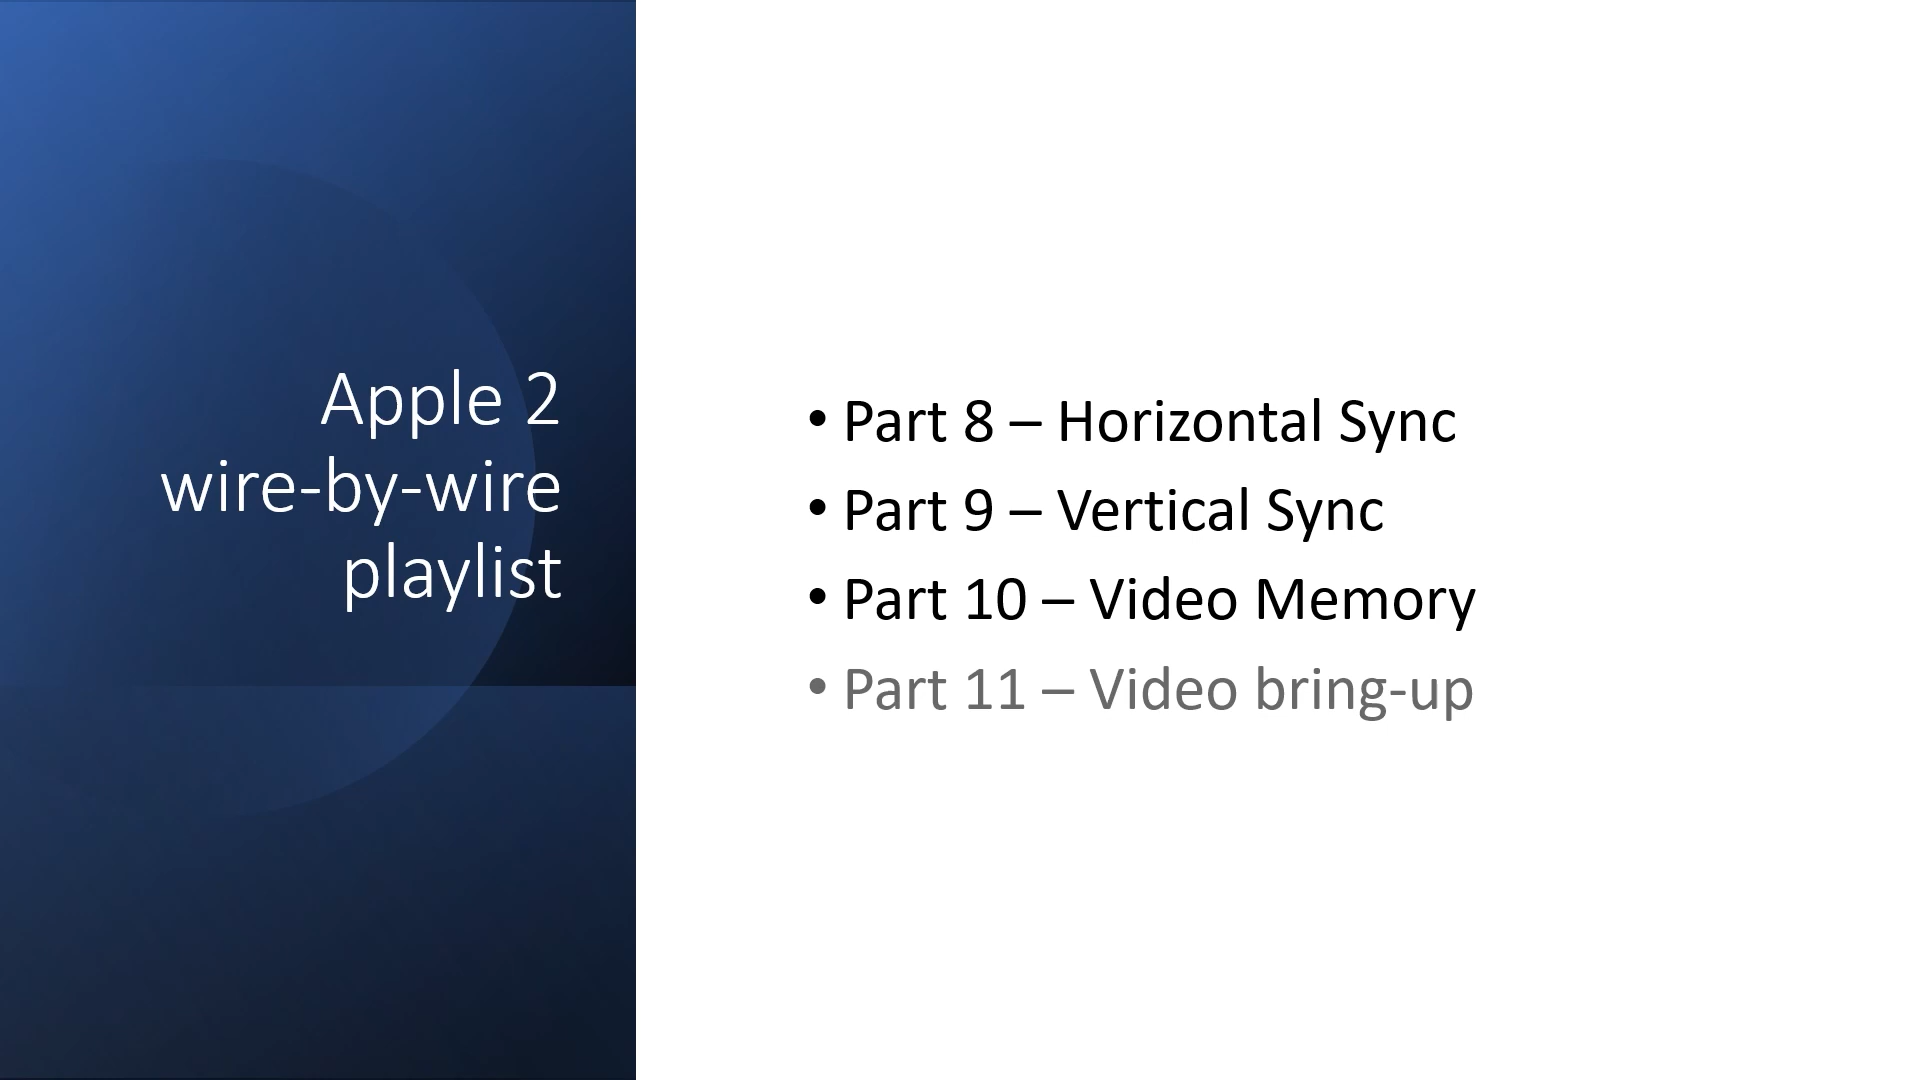 Apple 2
wire-by-wire
playlist
• Part 8 – Horizontal Sync
• Part 9 – Vertical Sync
• Part 10 – Video Memory
• Part 11 – Video bring-up